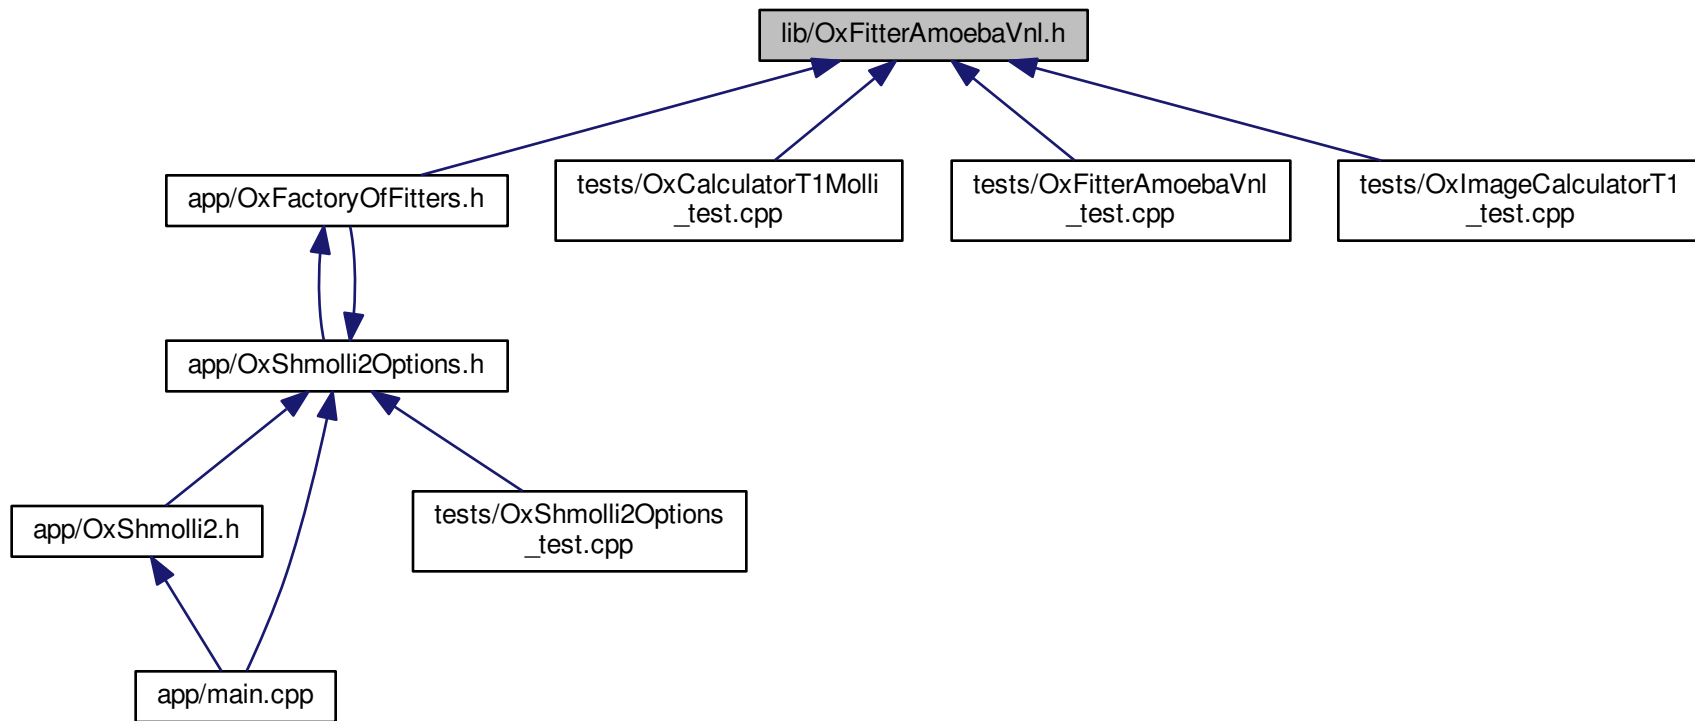 lib/OxFitterAmoebaVnl.h
app/OxFactoryOfFitters.h
tests/OxCalculatorT1Molli
_test.cpp
tests/OxFitterAmoebaVnl
_test.cpp
tests/OxImageCalculatorT1
_test.cpp
app/OxShmolli2Options.h
app/OxShmolli2.h
tests/OxShmolli2Options
_test.cpp
app/main.cpp